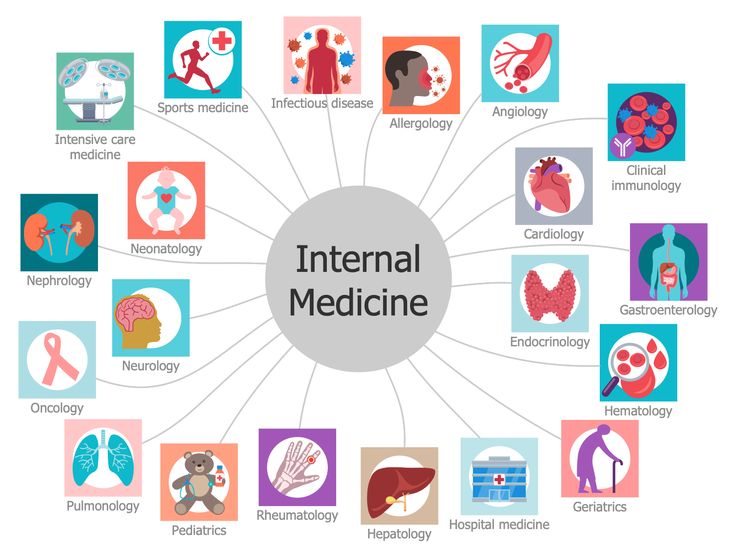 Sports medicine
Infectious disease
Allergology
Angiology
Intensive care
medicine
Clinical
immunology
Neonatology
Cardiology
Nephrology
Internal
Medicine
Gastroenterology
Neurology
Endocrinology
Oncology
Hematology
Pulmonology
Pediatrics
Rheumatology
Hepatology
Hospital medicine
Geriatrics